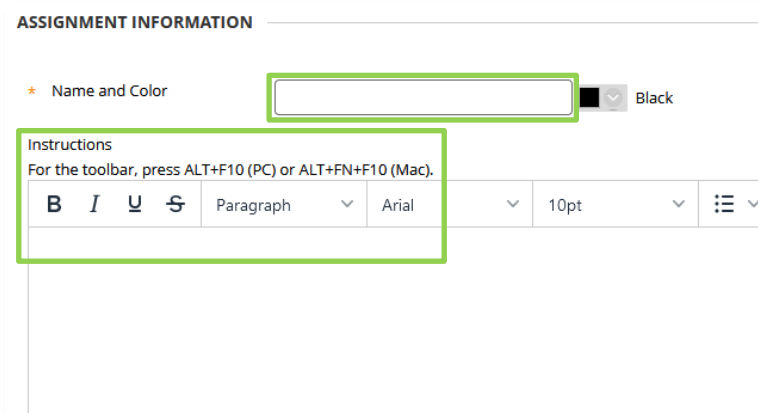 ASSIGNMENT INFORMATION
* Name and Color
Black
Instructions
For the toolbar, press ALT+F10 (PC) or ALT+FN+F10 (Mac).
B I U S Paragraph Arial 10pt